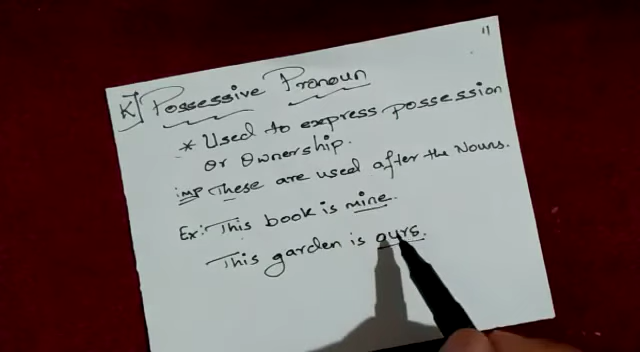 11
K] Possessive Pronoun
* Used to express possession
or Ownership.
imp These are used after the Nouns.
Ex: This book is mine.
This garden is ours.